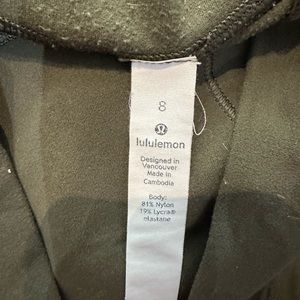 8
lululemon
Designed in
Vancouver
Made in
Cambodia
Body:
81% Nylon
19% Lycra®
elastane